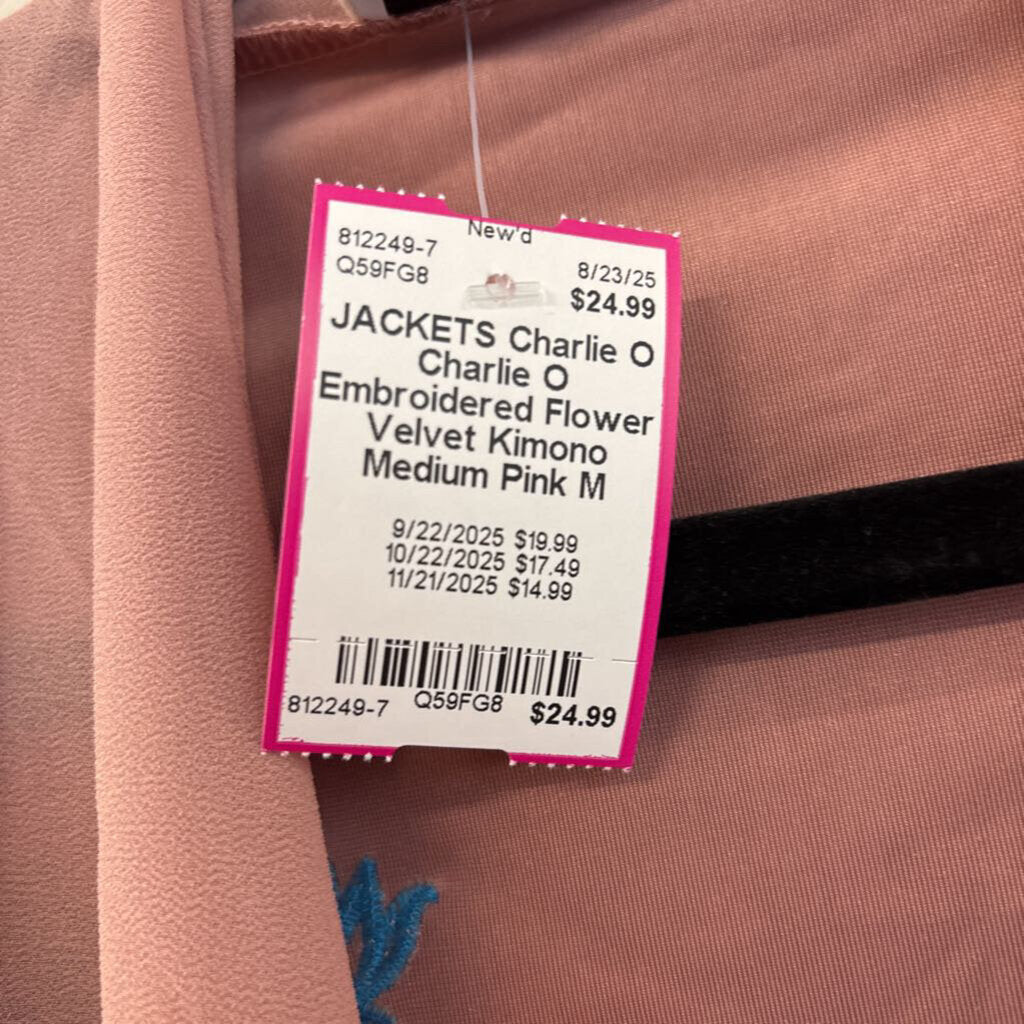 New'd
812249-7
8/23/25
Q59FG8
$24.99
JACKETS Charlie O
Charlie O
Embroidered Flower
Velvet Kimono
Medium Pink M
9/22/2025 $19.99
10/22/2025 $17.49
11/21/2025 $14.99
812249-7 Q59FG8 $24.99